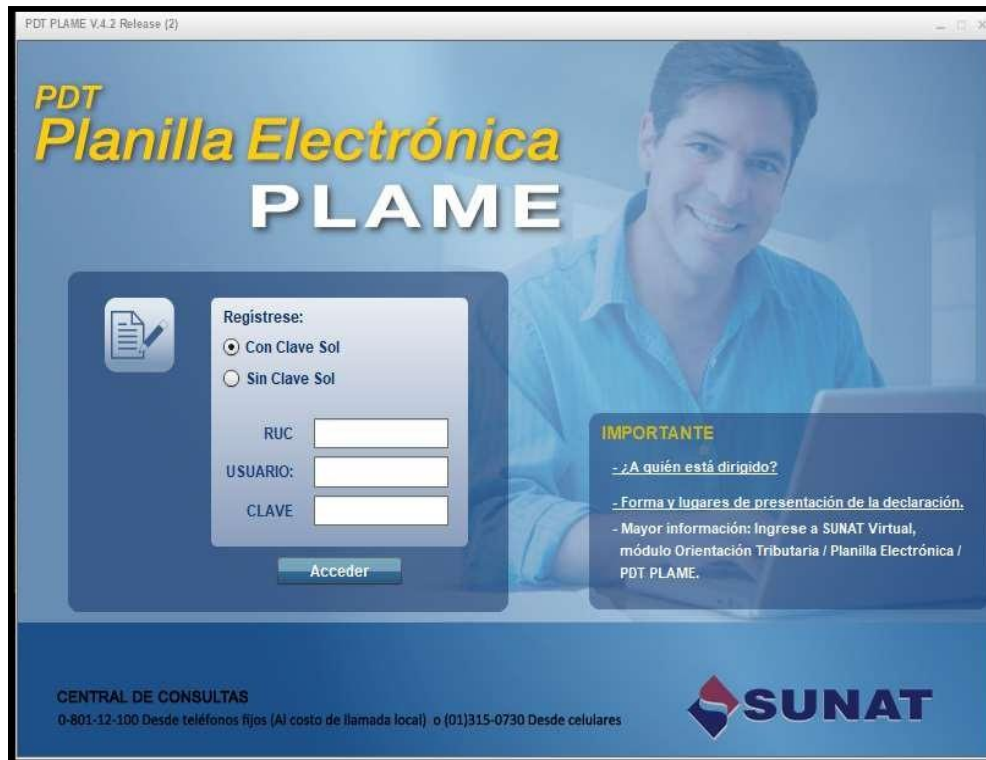 PDT PLAME V.4.2 Release (2)
PDT
Planilla Electrónica
PLAME
Regístrese:
Con Clave Sol
Sin Clave Sol
RUC
USUARIO:
CLAVE
Acceder
IMPORTANTE
- ¿A quién está dirigido?
- Forma y lugares de presentación de la declaración.
- Mayor información: Ingrese a SUNAT Virtual,
módulo Orientación Tributaria / Planilla Electrónica /
PDT PLAME.
CENTRAL DE CONSULTAS
0-801-12-100 Desde teléfonos fijos (Al costo de llamada local) o (01)315-0730 Desde celulares
SUNAT